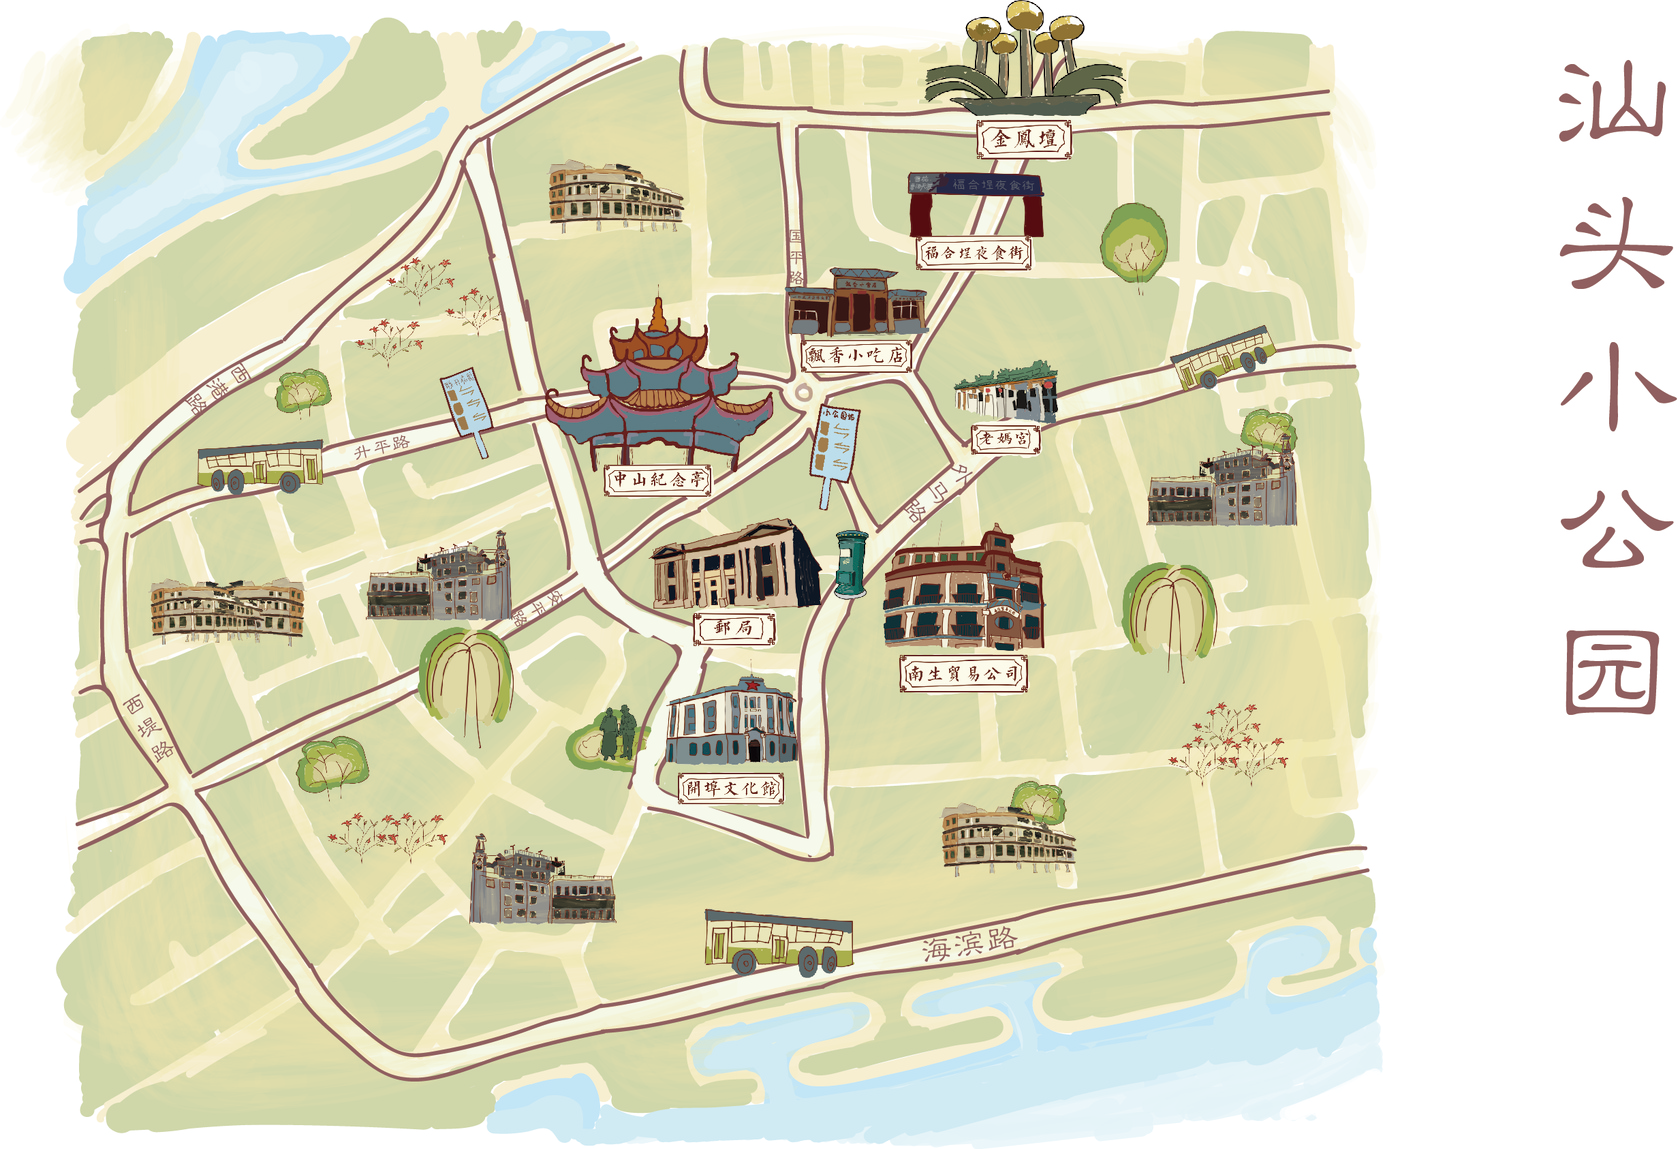 汕头小公园
金鳳壇
福合埕夜食街
福合埕夜食街
国平路
飄香小吃店
老媽宮
小公园站
中山紀念亭
西港路
升平路
外马路
安平路
郵局
南生貿易公司
開埠文化館
西堤路
海滨路